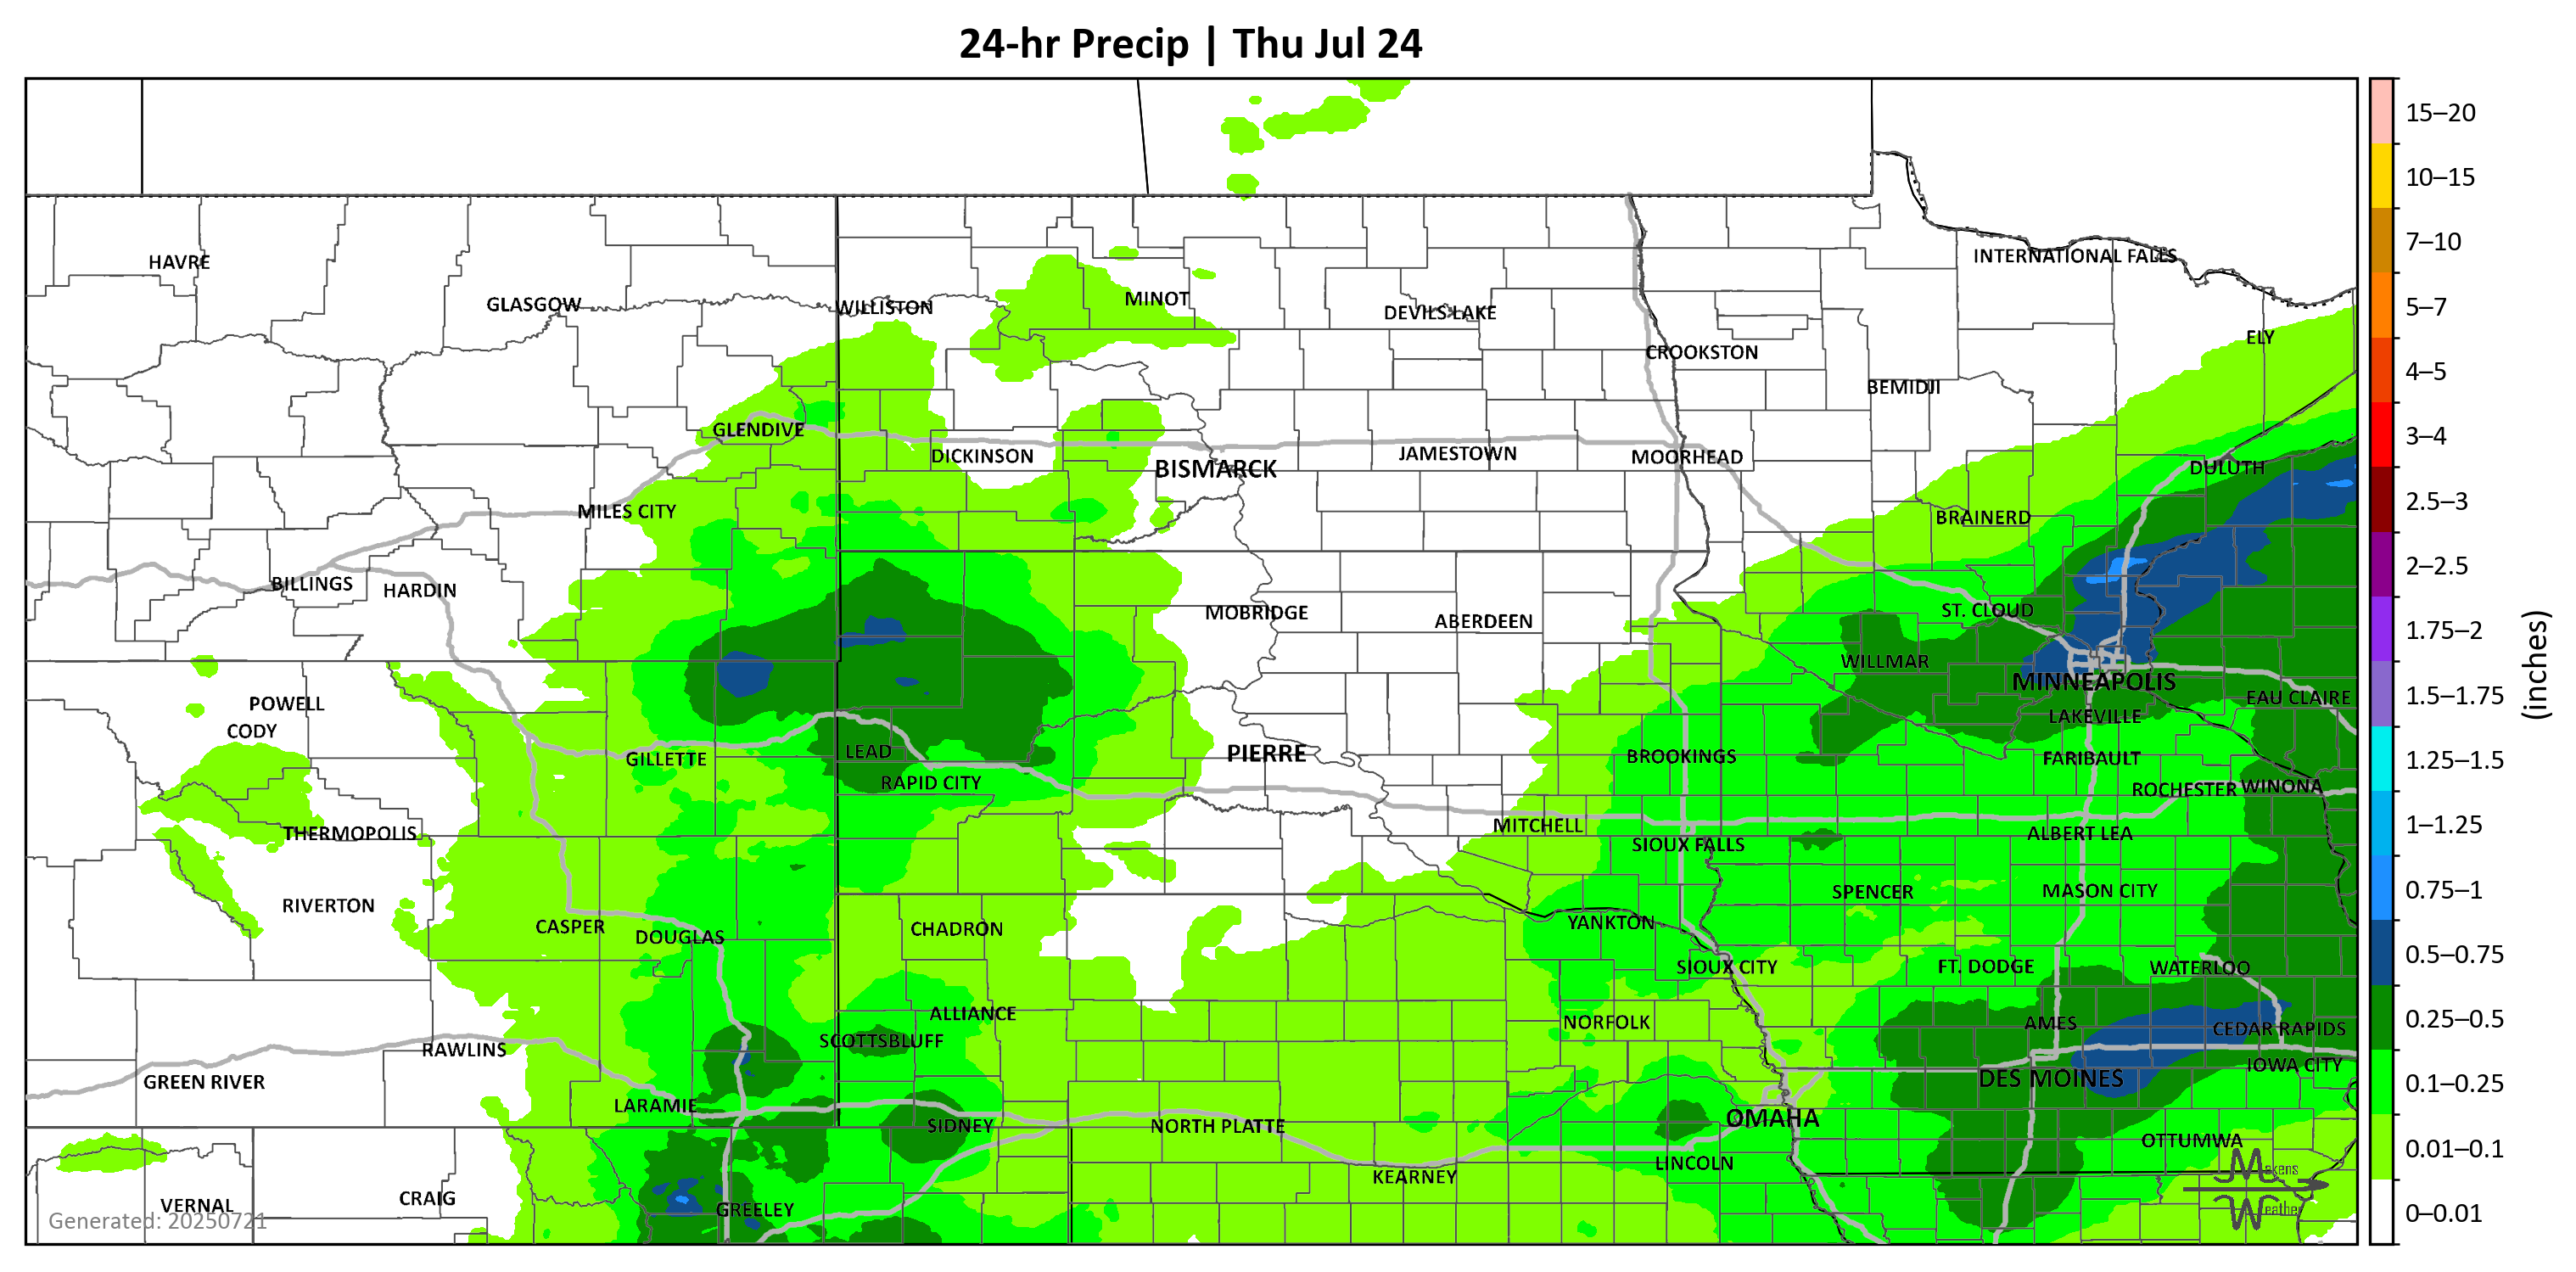 24-hr Precip | Thu Jul 24
15–20
10–15
7–10
5–7
4–5
3–4
2.5–3
2–2.5
1.75–2
1.5–1.75
1.25–1.5
1–1.25
0.75–1
0.5–0.75
0.25–0.5
0.1–0.25
0.01–0.1
0–0.01
(inches)
HAVRE
INTERNATIONAL FALLS
GLASGOW
WILLISTON
MINOT
DEVILS LAKE
ELY
CROOKSTON
BEMIDJI
GLENDIVE
DICKINSON
BISMARCK
JAMESTOWN
MOORHEAD
DULUTH
MILES CITY
BRAINERD
BILLINGS
HARDIN
MOBRIDGE
ABERDEEN
ST. CLOUD
WILLMAR
MINNEAPOLIS
POWELL
EAU CLAIRE
CODY
LAKEVILLE
GILLETTE
LEAD
PIERRE
BROOKINGS
FARIBAULT
RAPID CITY
ROCHESTER
WINONA
THERMOPOLIS
MITCHELL
ALBERT LEA
SIOUX FALLS
RIVERTON
SPENCER
MASON CITY
CASPER
DOUGLAS
CHADRON
YANKTON
SIOUX CITY
FT. DODGE
WATERLOO
ALLIANCE
NORFOLK
AMES
CEDAR RAPIDS
RAWLINS
SCOTTSBLUFF
IOWA CITY
GREEN RIVER
DES MOINES
LARAMIE
SIDNEY
NORTH PLATTE
OMAHA
OTTUMWA
LINCOLN
KEARNEY
VERNAL
CRAIG
GREELEY
Generated: 20250721
Makens
Weather